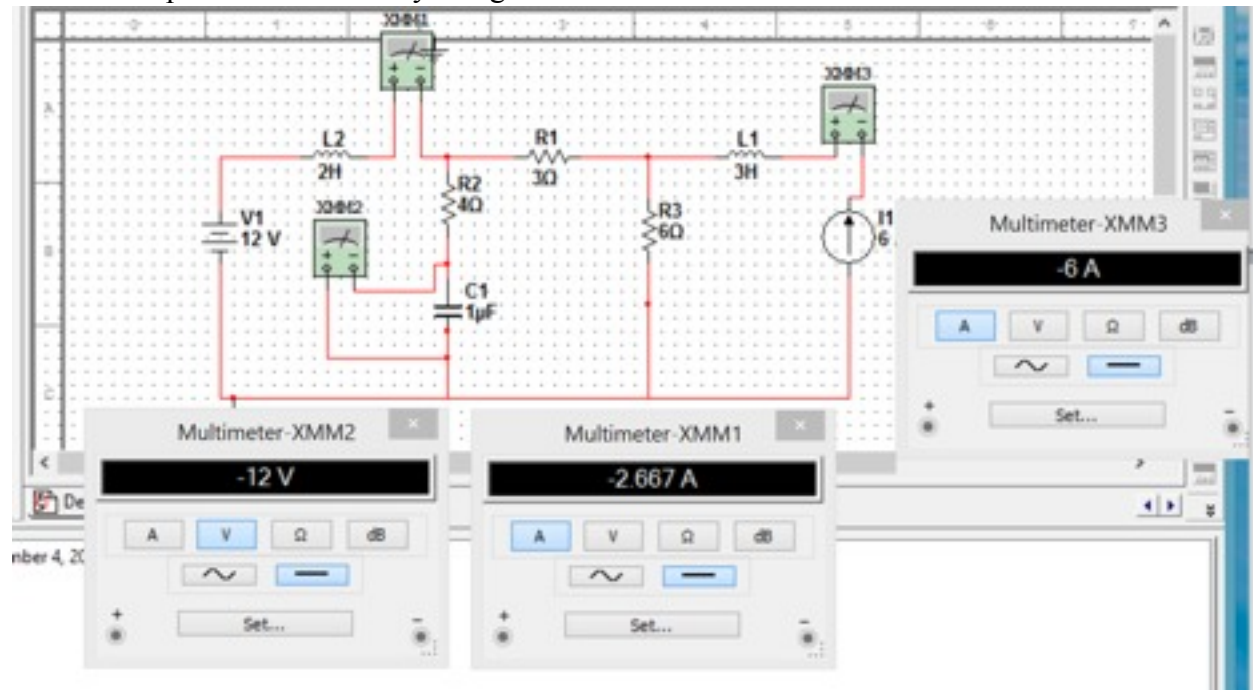 XMM1
XMM3
L2
2H
R1
3Ω
L1
3H
R2
4Ω
XMM2
V1
12 V
R3
6Ω
I1
6
C1
1µF
Multimeter-XMM3
-6 A
A V Ω dB
+ Set... -
Multimeter-XMM2
-12 V
A V Ω dB
+ Set... -
Multimeter-XMM1
-2.667 A
A V Ω dB
+ Set... -
De
mber 4, 20